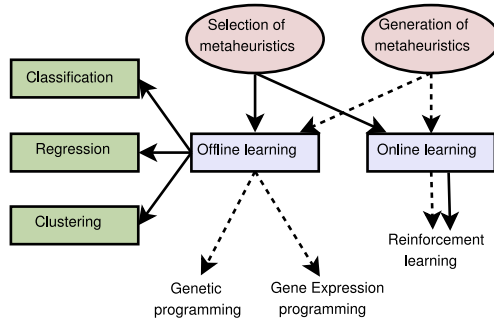 Selection of
metaheuristics
Generation of
metaheuristics
Classification
Regression
Clustering
Offline learning
Online learning
Reinforcement
learning
Genetic
programming
Gene Expression
programming